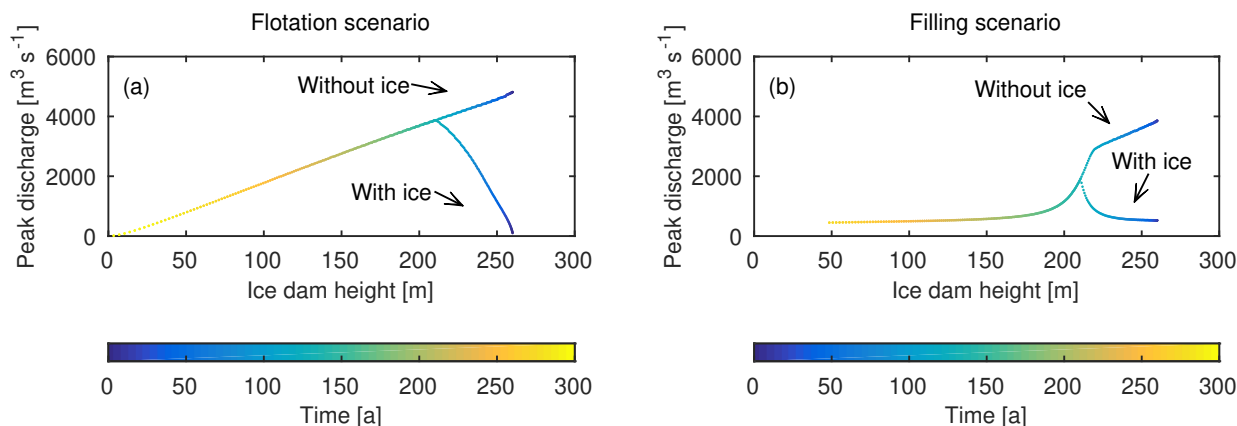 Flotation scenario
Peak discharge [m³ s⁻¹]
6000
4000
2000
0
(a)
Without ice
With ice
0 50 100 150 200 250 300
Ice dam height [m]
0 50 100 150 200 250 300
Time [a]
Filling scenario
Peak discharge [m³ s⁻¹]
6000
4000
2000
0
(b)
Without ice
With ice
0 50 100 150 200 250 300
Ice dam height [m]
0 50 100 150 200 250 300
Time [a]